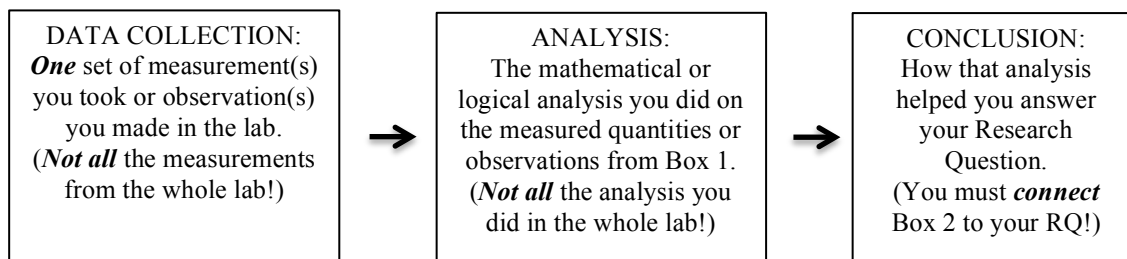 DATA COLLECTION:
One set of measurement(s)
you took or observation(s)
you made in the lab.
(Not all the measurements
from the whole lab!)
ANALYSIS:
The mathematical or
logical analysis you did on
the measured quantities or
observations from Box 1.
(Not all the analysis you
did in the whole lab!)
CONCLUSION:
How that analysis
helped you answer
your Research
Question.
(You must connect
Box 2 to your RQ!)